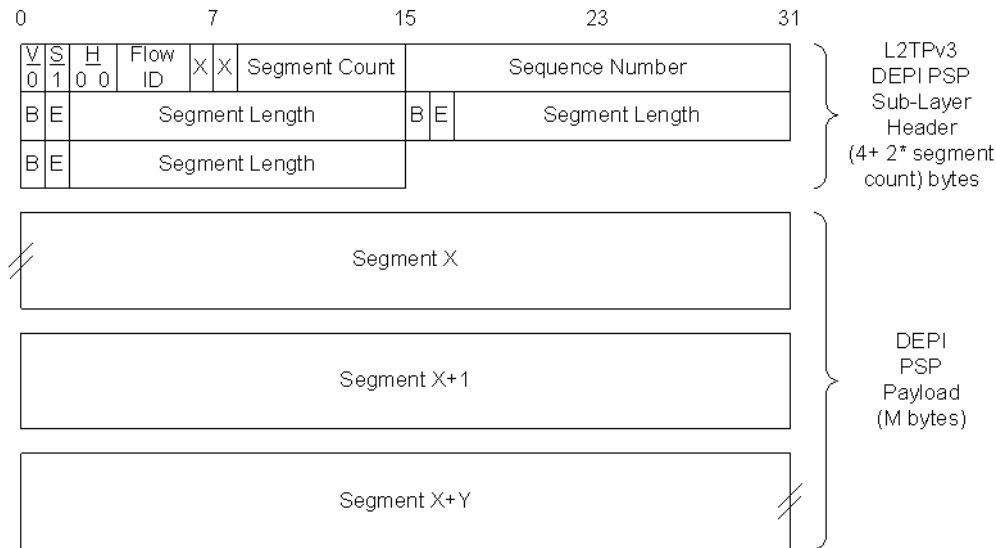 0 7 15 23 31
V S H Flow ID X X Segment Count Sequence Number
0 1 0 0
B E Segment Length B E Segment Length
B E Segment Length
L2TPv3
DEPI PSP
Sub-Layer
Header
(4+ 2* segment
count) bytes
Segment X
Segment X+1
Segment X+Y
DEPI
PSP
Payload
(M bytes)